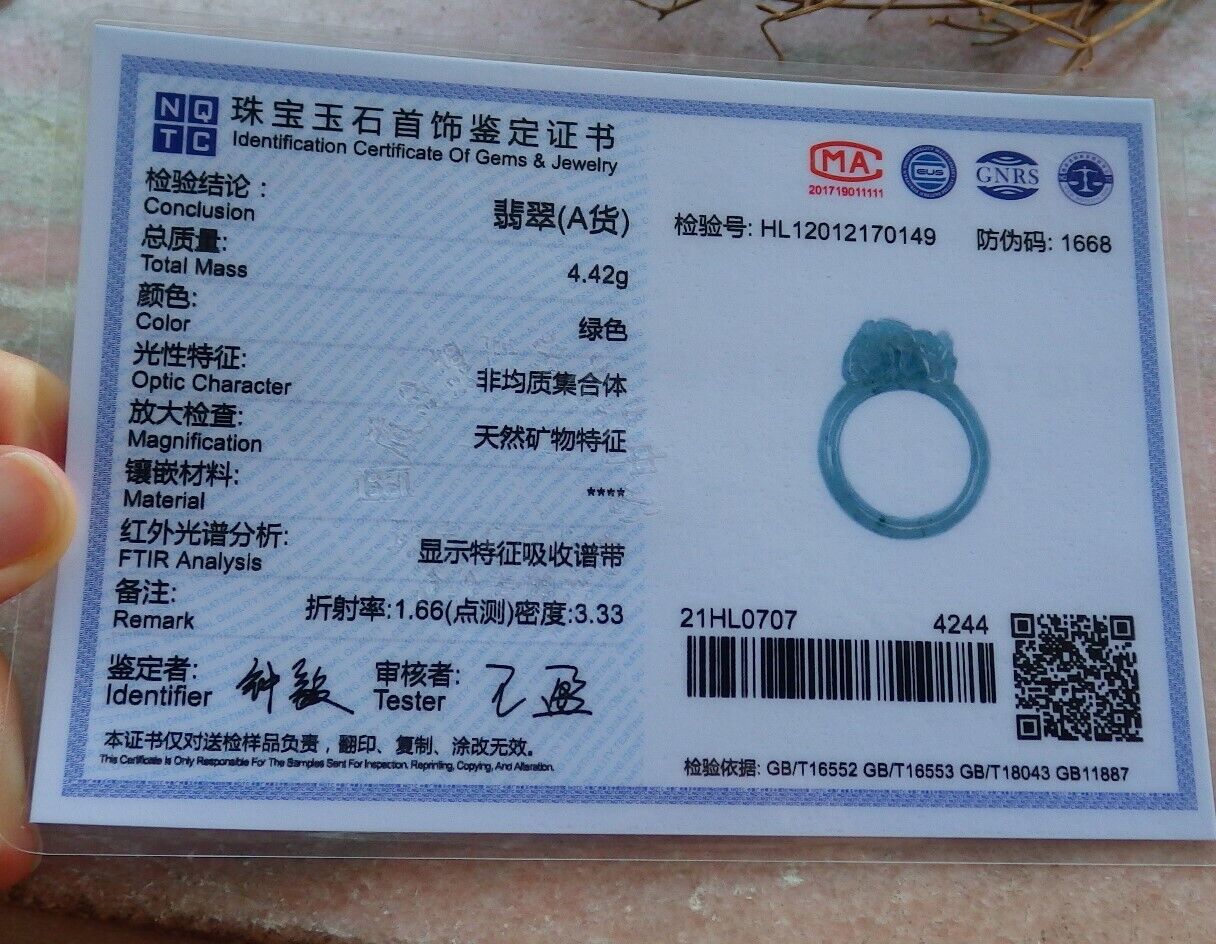 NQ
TC
珠宝玉石首饰鉴定证书
Identification Certificate Of Gems & Jewelry
检验结论：
Conclusion
翡翠(A货)
总质量:
Total Mass
4.42g
颜色:
Color
绿色
光性特征:
Optic Character
非均质集合体
放大检查:
Magnification
天然矿物特征
镶嵌材料:
Material
****
红外光谱分析:
FTIR Analysis
显示特征吸收谱带
备注:
Remark
折射率:1.66(点测)密度:3.33
鉴定者:
Identifier
审核者:
Tester
本证书仅对送检样品负责，翻印、复制、涂改无效。
This Certificate Is Only Responsible For The Samples Sent For Inspection, Reprinting, Copying, And Alteration.
MA
201719011111
EUS
GNRS
检验号: HL12012170149
防伪码: 1668
21HL0707
4244
检验依据: GB/T16552 GB/T16553 GB/T18043 GB11887